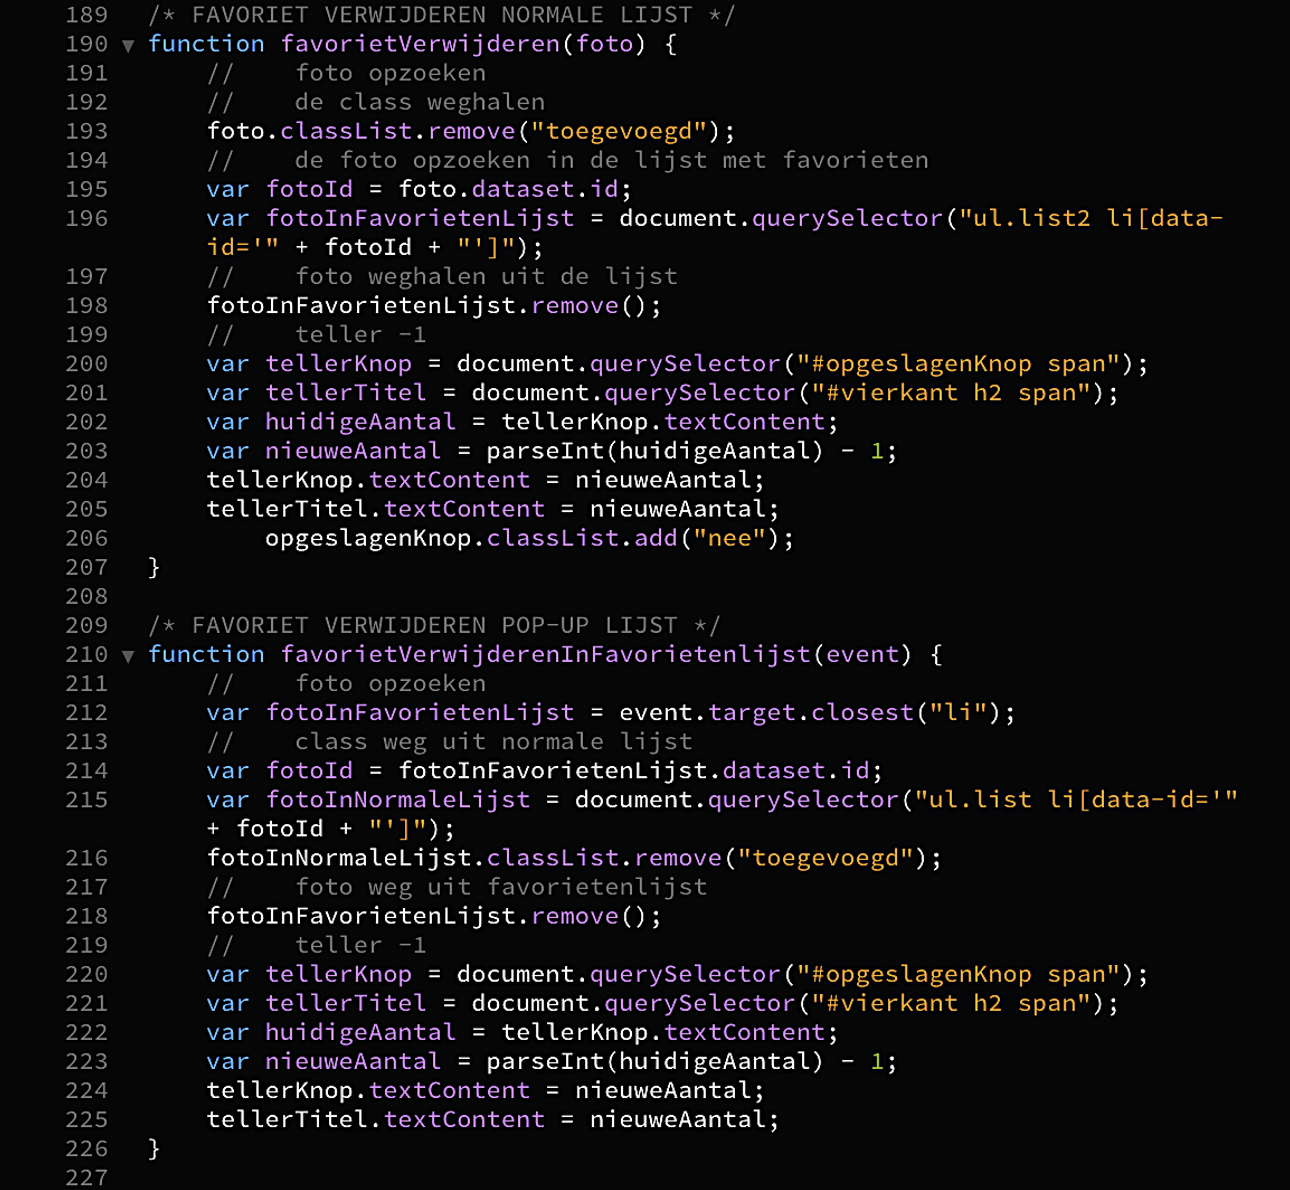 189 /* FAVORIET VERWIJDEREN NORMALE LIJST */
190 ▼ function favorietVerwijderen(foto) {
191 //    foto opzoeken
192 //    de class weghalen
193 foto.classList.remove("toegevoegd");
194 //    de foto opzoeken in de lijst met favorieten
195 var fotoId = foto.dataset.id;
196 var fotoInFavorietenLijst = document.querySelector("ul.list2 li[data-
id='" + fotoId + "']");
197 //    foto weghalen uit de lijst
198 fotoInFavorietenLijst.remove();
199 //    teller -1
200 var tellerKnop = document.querySelector("#opgeslagenKnop span");
201 var tellerTitel = document.querySelector("#vierkant h2 span");
202 var huidigeAantal = tellerKnop.textContent;
203 var nieuweAantal = parseInt(huidigeAantal) - 1;
204 tellerKnop.textContent = nieuweAantal;
205 tellerTitel.textContent = nieuweAantal;
206 opgeslagenKnop.classList.add("nee");
207 }
208
209 /* FAVORIET VERWIJDEREN POP-UP LIJST */
210 ▼ function favorietVerwijderenInFavorietenlijst(event) {
211 //    foto opzoeken
212 var fotoInFavorietenLijst = event.target.closest("li");
213 //    class weg uit normale lijst
214 var fotoId = fotoInFavorietenLijst.dataset.id;
215 var fotoInNormaleLijst = document.querySelector("ul.list li[data-id='"
+ fotoId + "']");
216 fotoInNormaleLijst.classList.remove("toegevoegd");
217 //    foto weg uit favorietenlijst
218 fotoInFavorietenLijst.remove();
219 //    teller -1
220 var tellerKnop = document.querySelector("#opgeslagenKnop span");
221 var tellerTitel = document.querySelector("#vierkant h2 span");
222 var huidigeAantal = tellerKnop.textContent;
223 var nieuweAantal = parseInt(huidigeAantal) - 1;
224 tellerKnop.textContent = nieuweAantal;
225 tellerTitel.textContent = nieuweAantal;
226 }
227